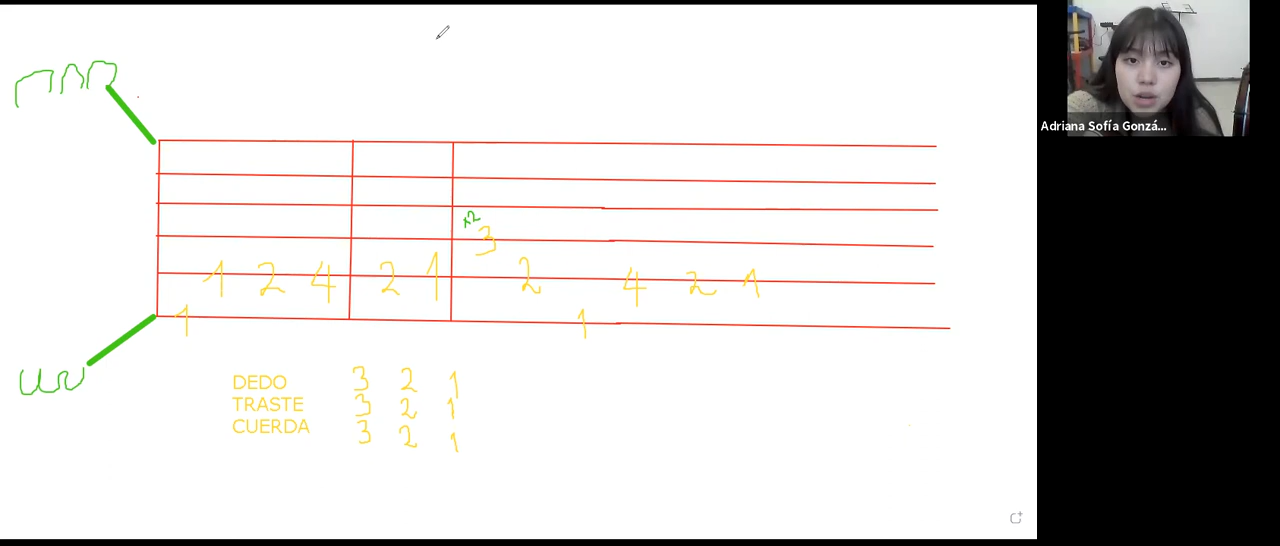 Adriana Sofía Gonzá...
x2
3
1 2 4 2 1 2 4 2 1
1 1
DEDO 3 2 1
TRASTE 3 2 1
CUERDA 3 2 1